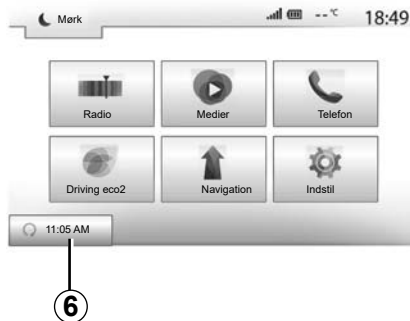 Mørk
--°C 18:49
Radio Medier Telefon
Driving eco2 Navigation Indstil
11:05 AM
6